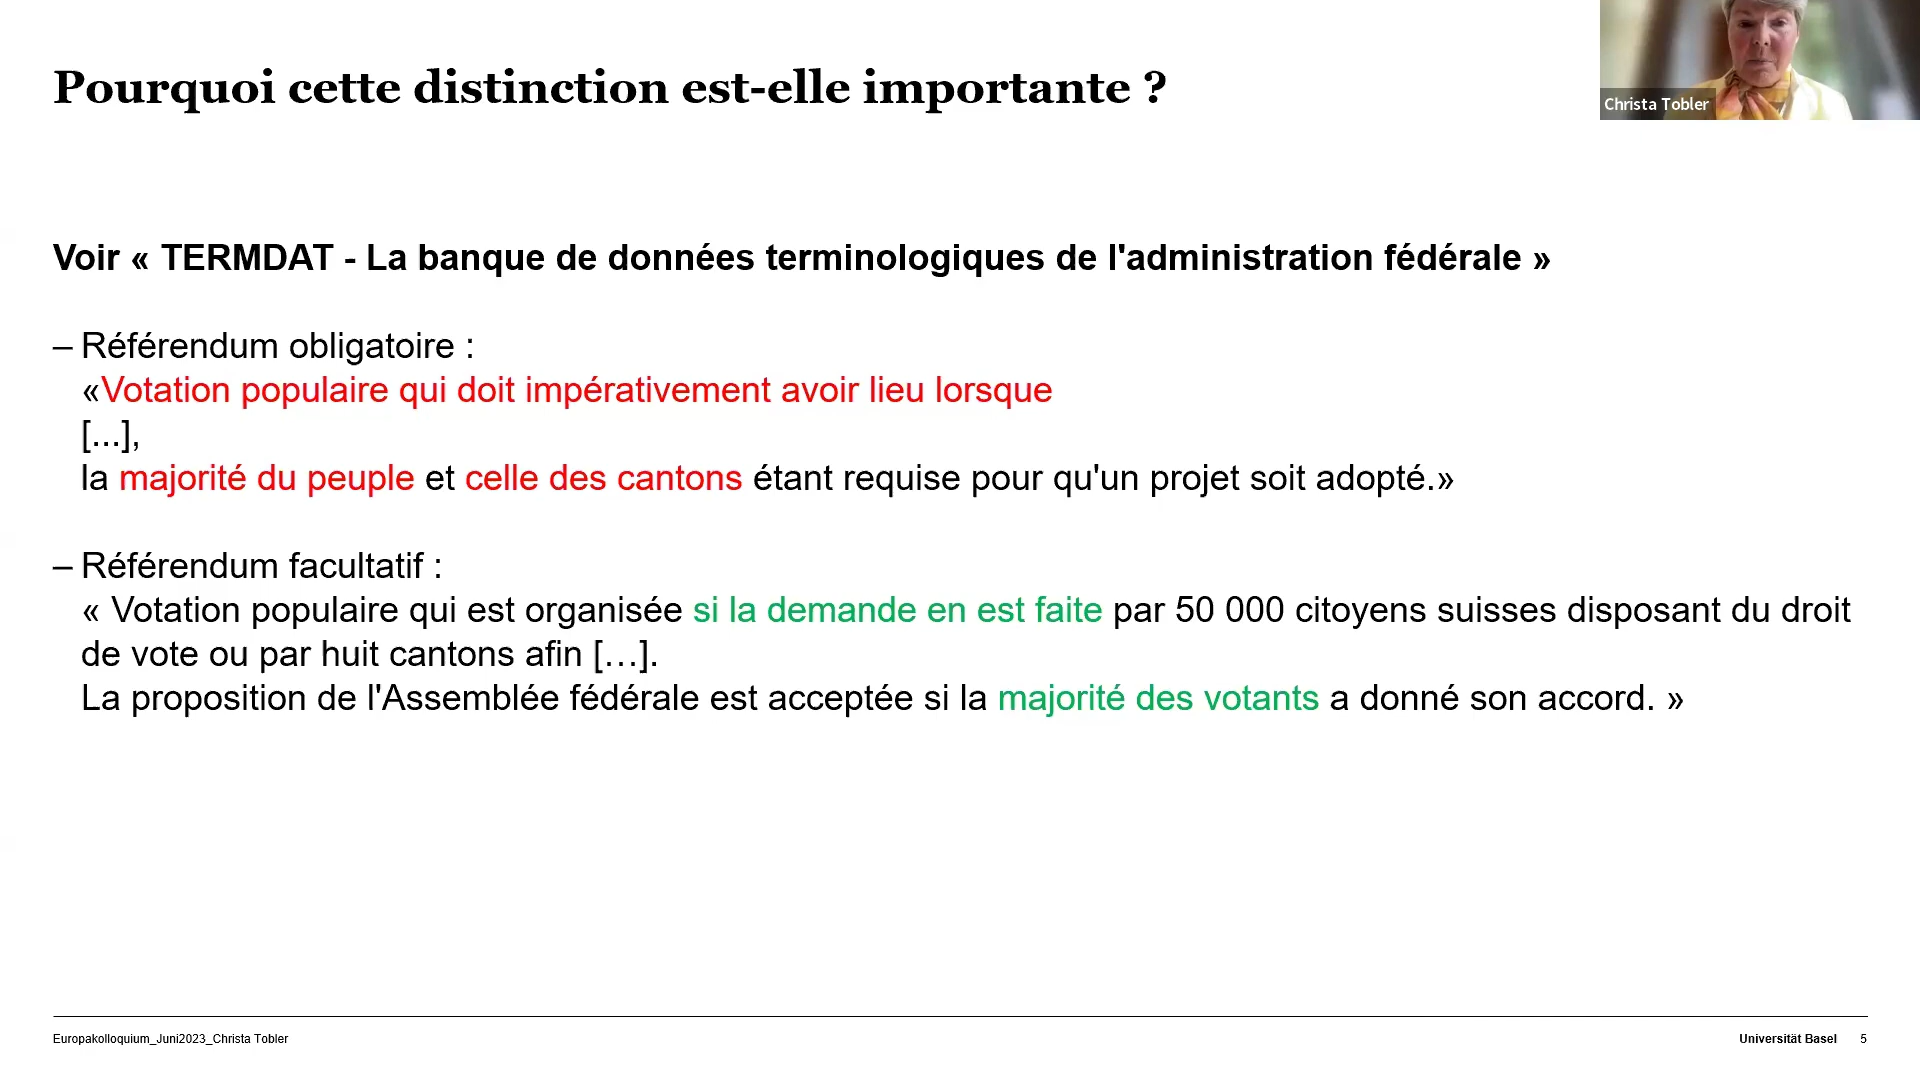 Pourquoi cette distinction est-elle importante ?
Christa Tobler
Voir « TERMDAT - La banque de données terminologiques de l'administration fédérale »
– Référendum obligatoire :
«Votation populaire qui doit impérativement avoir lieu lorsque
[...],
la majorité du peuple et celle des cantons étant requise pour qu'un projet soit adopté.»
– Référendum facultatif :
« Votation populaire qui est organisée si la demande en est faite par 50 000 citoyens suisses disposant du droit
de vote ou par huit cantons afin […].
La proposition de l'Assemblée fédérale est acceptée si la majorité des votants a donné son accord. »
Europakolloquium_Juni2023_Christa Tobler
Universität Basel 5